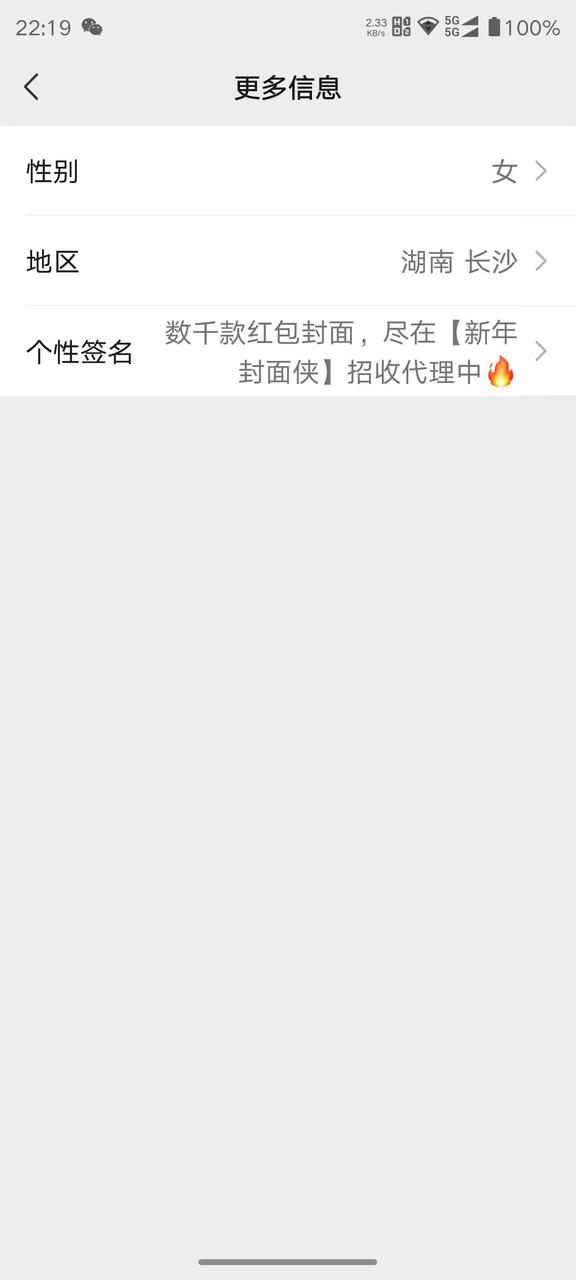 22:19 2.33 KB/s HD 1 HD 2 5G 5G 100%
更多信息
性别 女
地区 湖南 长沙
个性签名 数千款红包封面，尽在【新年
封面侠】招收代理中🔥